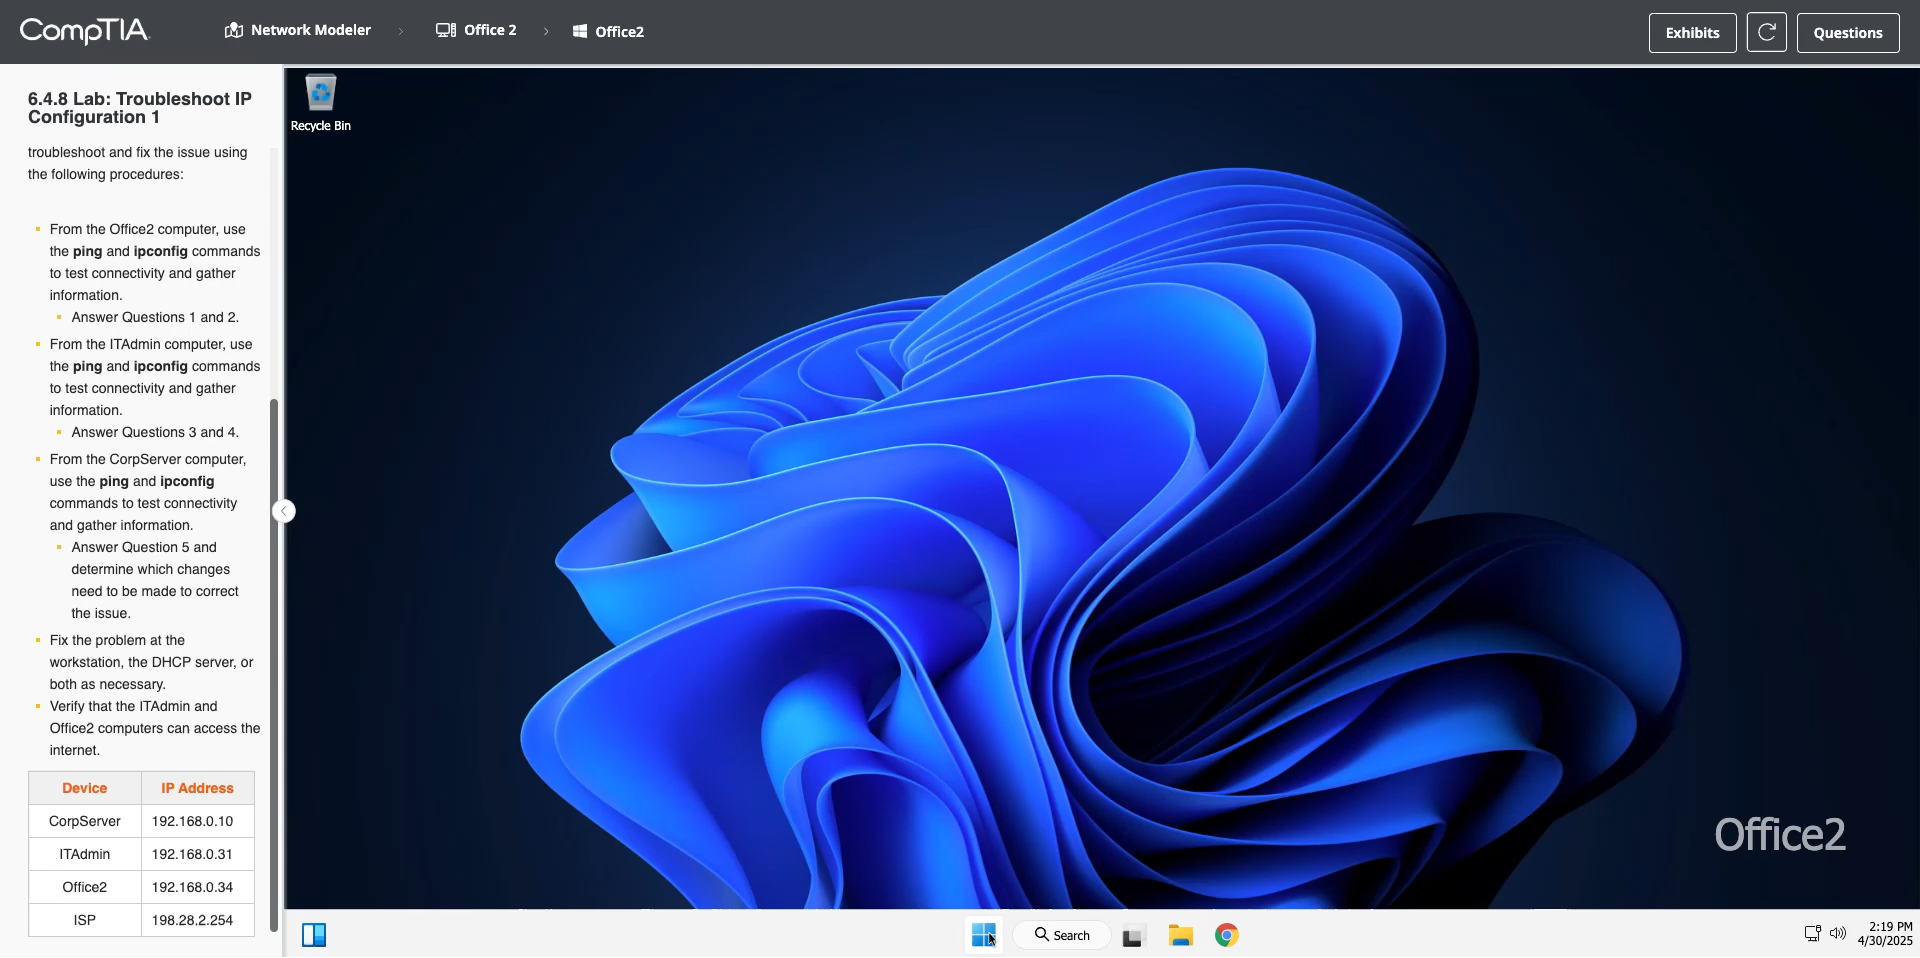 CompTIA.
Network Modeler
Office 2
Office2
Exhibits
Questions
6.4.8 Lab: Troubleshoot IP
Configuration 1
troubleshoot and fix the issue using
the following procedures:
From the Office2 computer, use
the ping and ipconfig commands
to test connectivity and gather
information.
Answer Questions 1 and 2.
From the ITAdmin computer, use
the ping and ipconfig commands
to test connectivity and gather
information.
Answer Questions 3 and 4.
From the CorpServer computer,
use the ping and ipconfig
commands to test connectivity
and gather information.
Answer Question 5 and
determine which changes
need to be made to correct
the issue.
Fix the problem at the
workstation, the DHCP server, or
both as necessary.
Verify that the ITAdmin and
Office2 computers can access the
internet.
Device IP Address
CorpServer 192.168.0.10
ITAdmin 192.168.0.31
Office2 192.168.0.34
ISP 198.28.2.254
Recycle Bin
Office2
Search
2:19 PM
4/30/2025